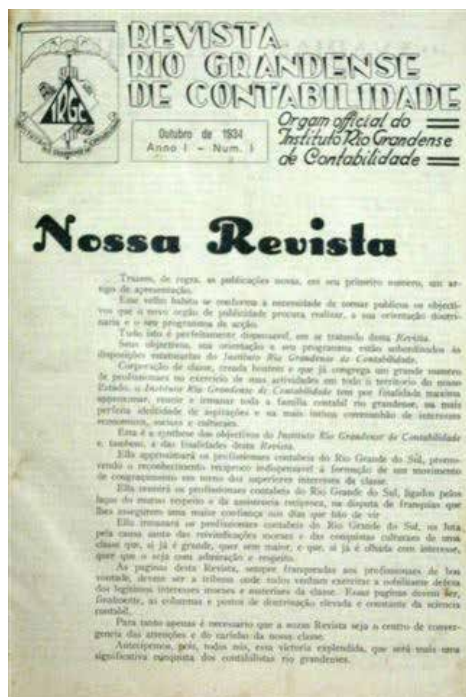 REVISTA
RIO GRANDENSE
DE CONTABILIDADE
IRGC
Outubro de 1934
Anno I - Num. I
Orgam official do
Instituto Rio Grandense
de Contabilidade
Nossa Revista
Trazem, de regra, as publicações novas, em seu primeiro numero, um ar-
tigo de apresentação.
Esse velho habito se conforma á necessidade de tornar publicos os objecti-
vos que o novo orgão de publicidade procura realizar, a sua orientação doutri-
naria e o seu programma de acção.
Tudo isto é perfeitamente dispensavel, em se tratando desta Revista.
Seus objectivos, sua orientação e seu programma estão subordinados ás
disposições estatutarias do Instituto Rio Grandense de Contabilidade.
Corporação de classe, creada hontem e que já congrega um grande numero
de profissionaes no exercicio de suas actividades em todo o territorio do nosso
Estado, o Instituto Rio Grandense de Contabilidade tem por finalidade maxima
approximar, reunir e irmanar toda a familia contabil rio grandense, na mais
perfeita identidade de aspirações e na mais intima communhão de interesses
economicos, sociaes e culturaes.
Esta é a synthese dos objectivos do Instituto Rio Grandense de Contabilidade
e, tambem, a das finalidades desta Revista.
Ella approximará os profissionaes contabeis do Rio Grande do Sul, promo-
vendo o reconhecimento reciproco indispensavel á formação de um movimento
de congraçamento em torno dos superiores interesses da classe.
Ella reunirá os profissionaes contabeis do Rio Grande do Sul, ligados pelos
laços do mutuo respeito e da assistencia reciproca, na disputa de franquias que
lhes assegurem uma maior confiança nos dias que hão de vir.
Ella irmanará os profissionaes contabeis do Rio Grande do Sul, na luta
pela causa santa das reivindicações moraes e das conquistas culturaes de uma
classe que, si já é grande, quer sem maior, e que, si já é olhada com interesse,
quer que o seja com admiração e respeito.
As paginas desta Revista, sempre franqueadas aos profissionaes de boa
vontade, devem ser a tribuna onde todos venham exercitar a nobilitante defeza
dos legitimos interesses moraes e materiaes da classe. Essas paginas devem ser,
finalmente, as columnas e postos de doutrinação elevada e constante da sciencia
contabil.
Para tanto apenas é necessario que a nossa Revista seja o centro de conver-
gencia das attenções e do carinho da nossa classe.
Antecipemos, pois, todos nós, esta victoria explendida, que será mais uma
significativa conquista dos contabilistas rio grandenses.